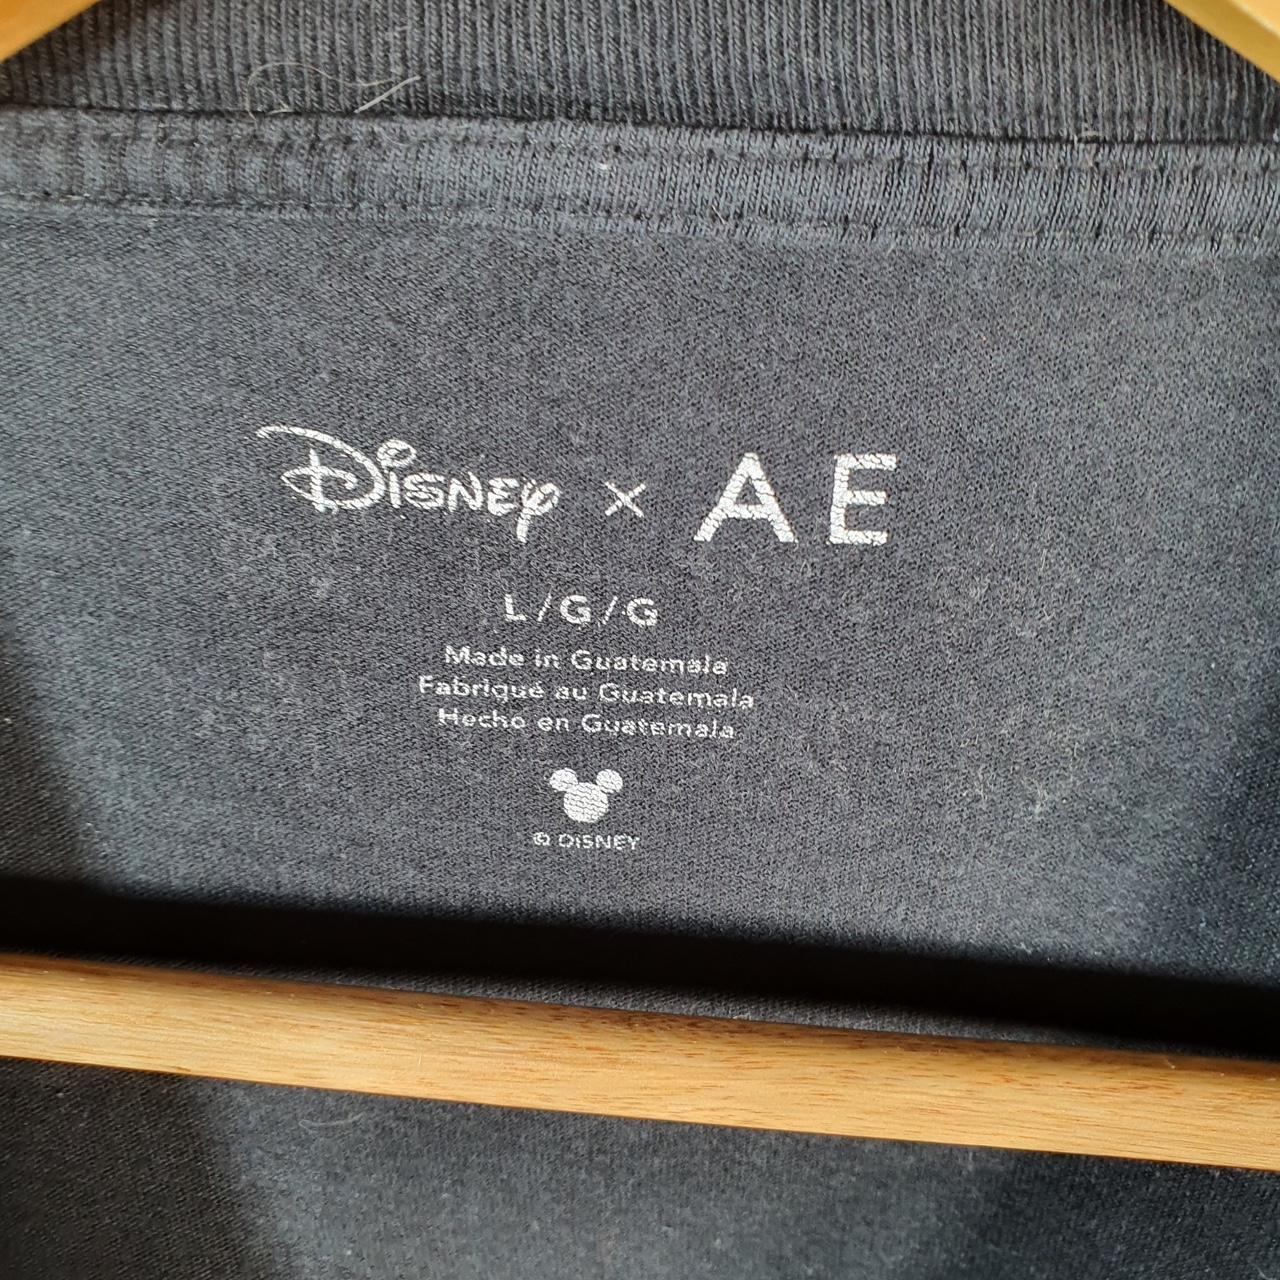 Disney × AE
L/G/G
Made in Guatemala
Fabriqué au Guatemala
Hecho en Guatemala
© DISNEY